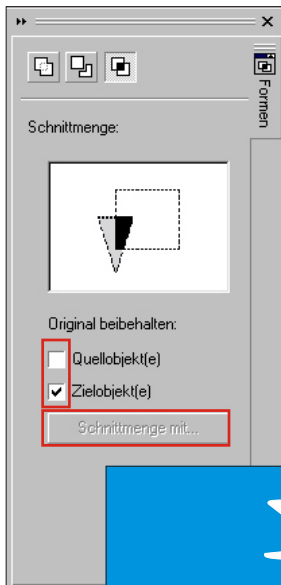 Formen
Schnittmenge:
Original beibehalten:
Quellobjekt(e)
Zielobjekt(e)
Schnittmenge mit...